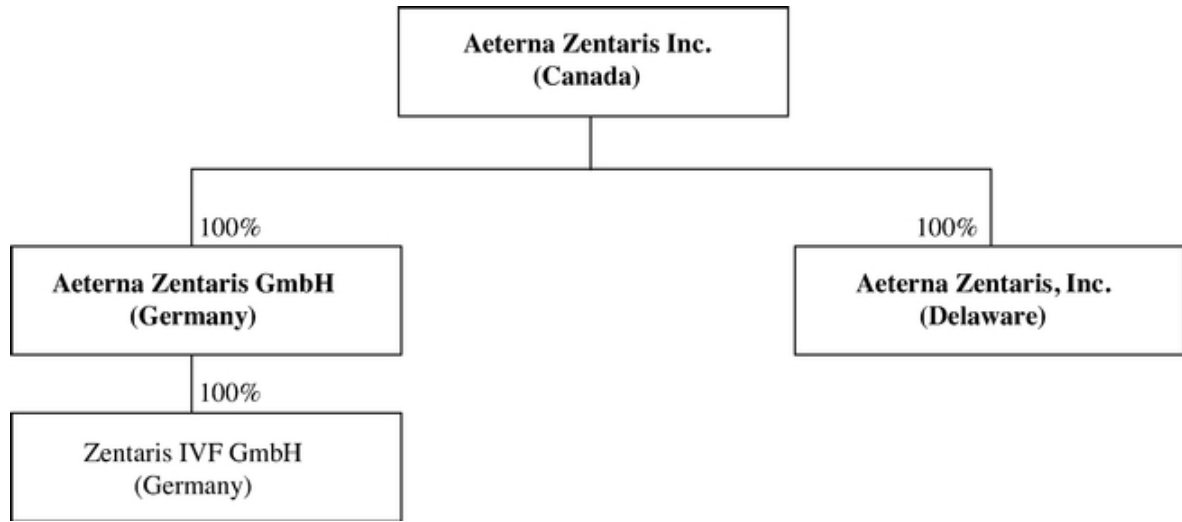 Aeterna Zentaris Inc.
(Canada)
100%
100%
Aeterna Zentaris GmbH
(Germany)
Aeterna Zentaris, Inc.
(Delaware)
100%
Zentaris IVF GmbH
(Germany)